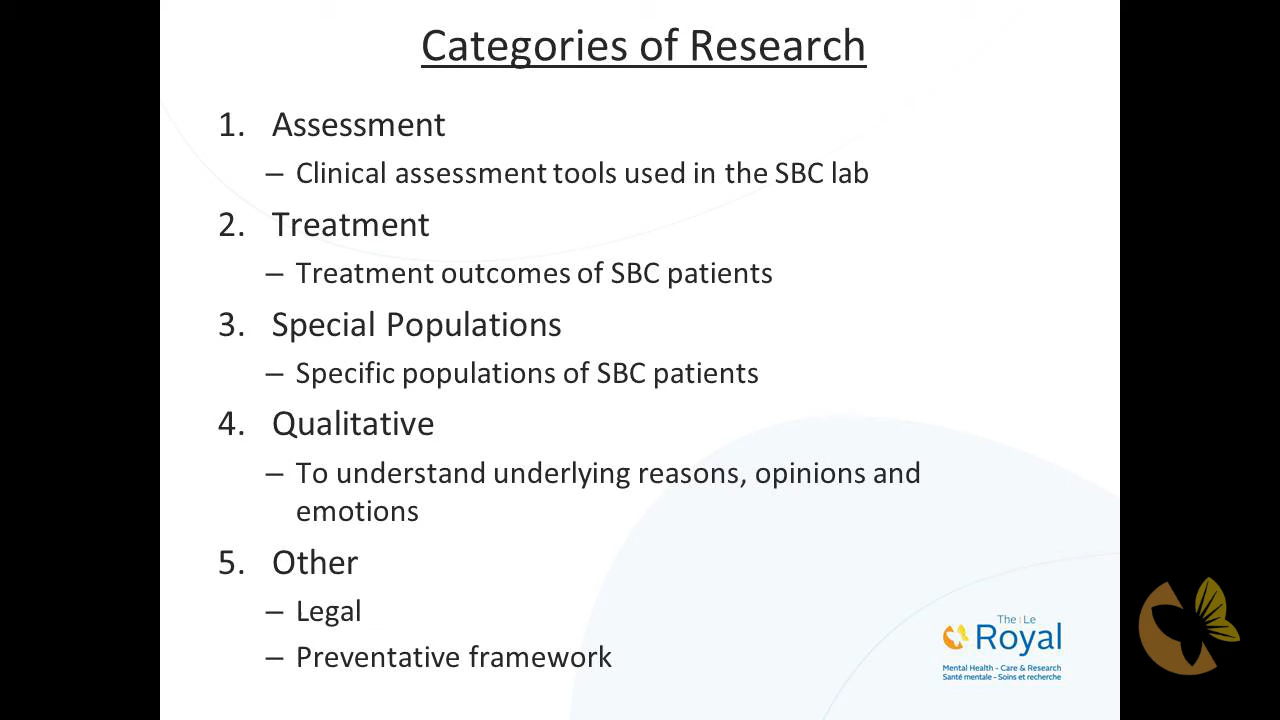 Categories of Research
1. Assessment
– Clinical assessment tools used in the SBC lab
2. Treatment
– Treatment outcomes of SBC patients
3. Special Populations
– Specific populations of SBC patients
4. Qualitative
– To understand underlying reasons, opinions and
emotions
5. Other
– Legal
– Preventative framework
The | Le
Royal
Mental Health - Care & Research
Santé mentale - Soins et recherche